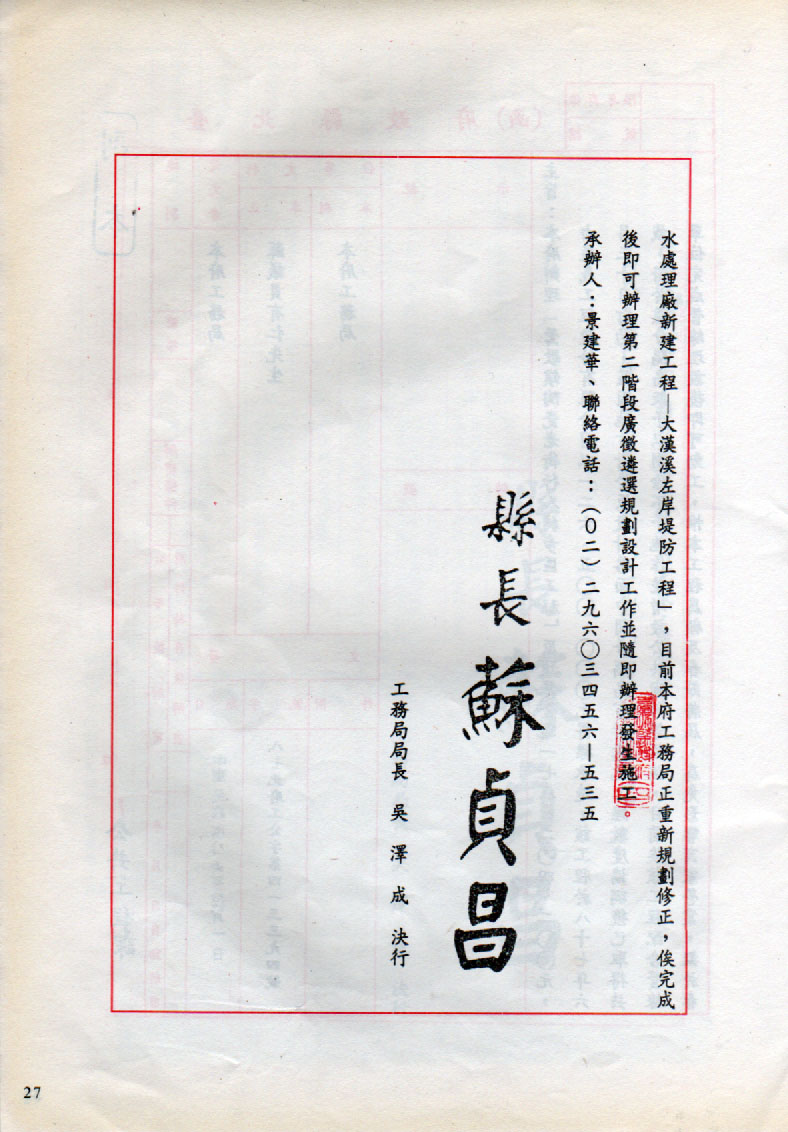 水處理廠新建工程—大漢溪左岸堤防工程」，目前本府工務局正重新規劃修正，俟完成
後即可辦理第二階段廣徵遴選規劃設計工作並隨即辦理發生施工。
承辦人：景建華、聯絡電話：（０二）二九六○三四五六—五三五
縣長蘇貞昌
工務局局長　吳澤成　決行
27